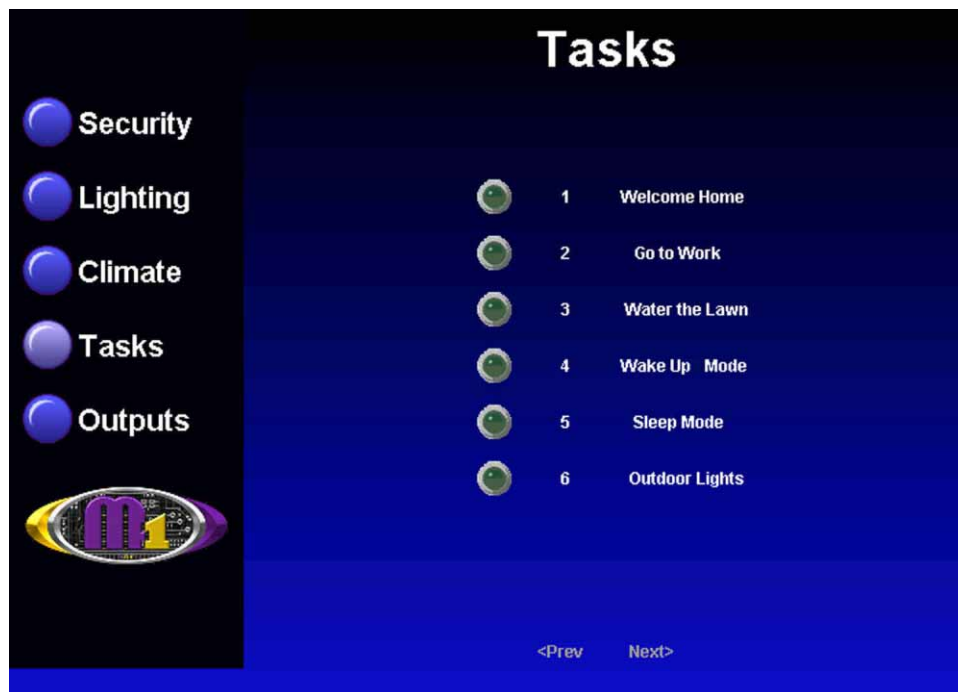 Tasks
Security
Lighting
Climate
Tasks
Outputs
M1
1 Welcome Home
2 Go to Work
3 Water the Lawn
4 Wake Up Mode
5 Sleep Mode
6 Outdoor Lights
<Prev Next>